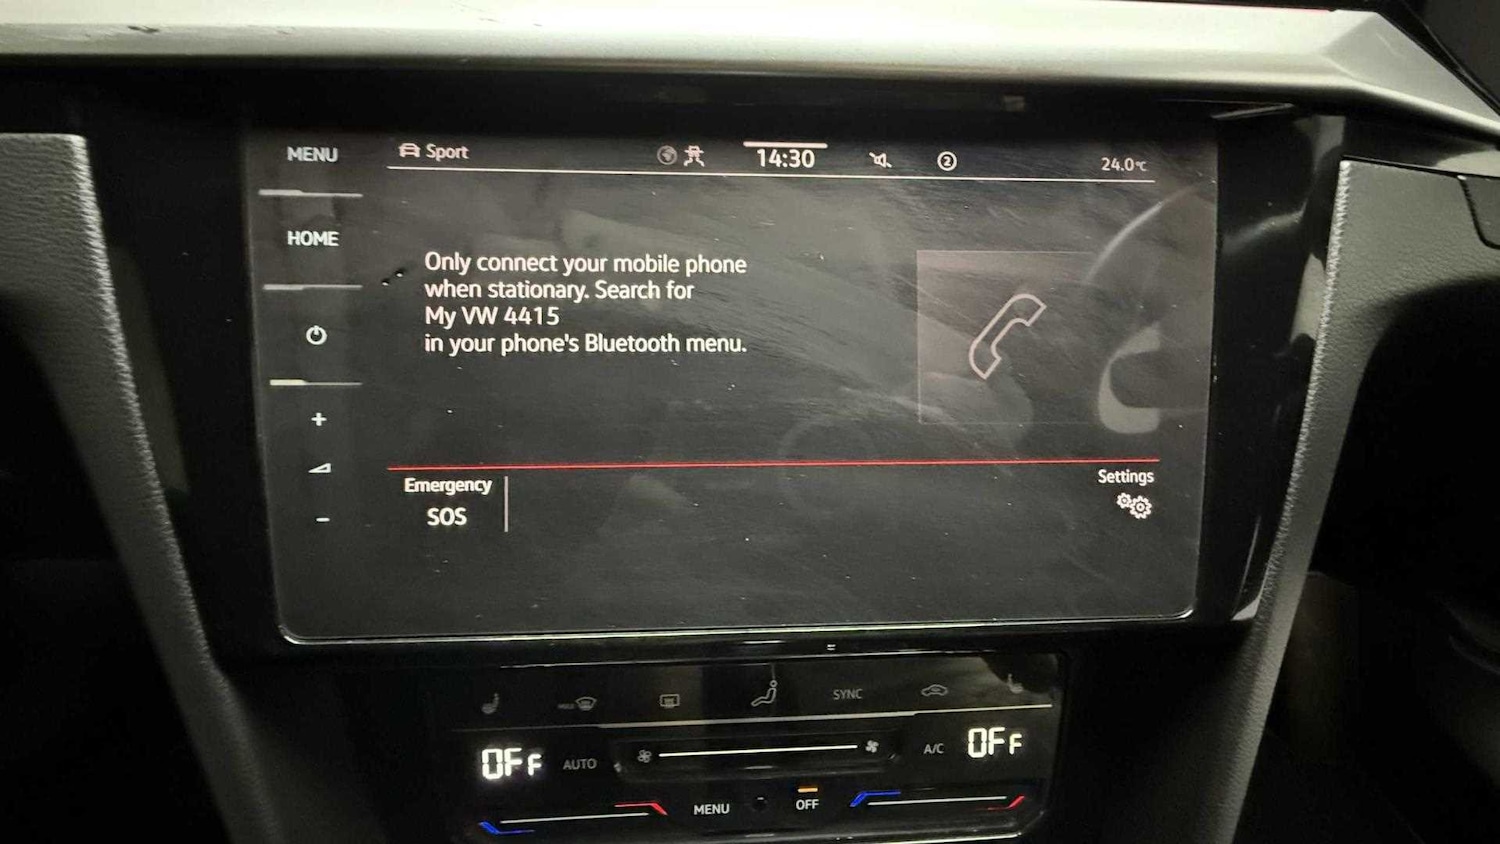 MENU
Sport
14:30
2
24.0°C
HOME
Only connect your mobile phone
when stationary. Search for
My VW 4415
in your phone's Bluetooth menu.
+
-
Emergency
SOS
Settings
SYNC
OFF
AUTO
A/C
OFF
MENU
OFF